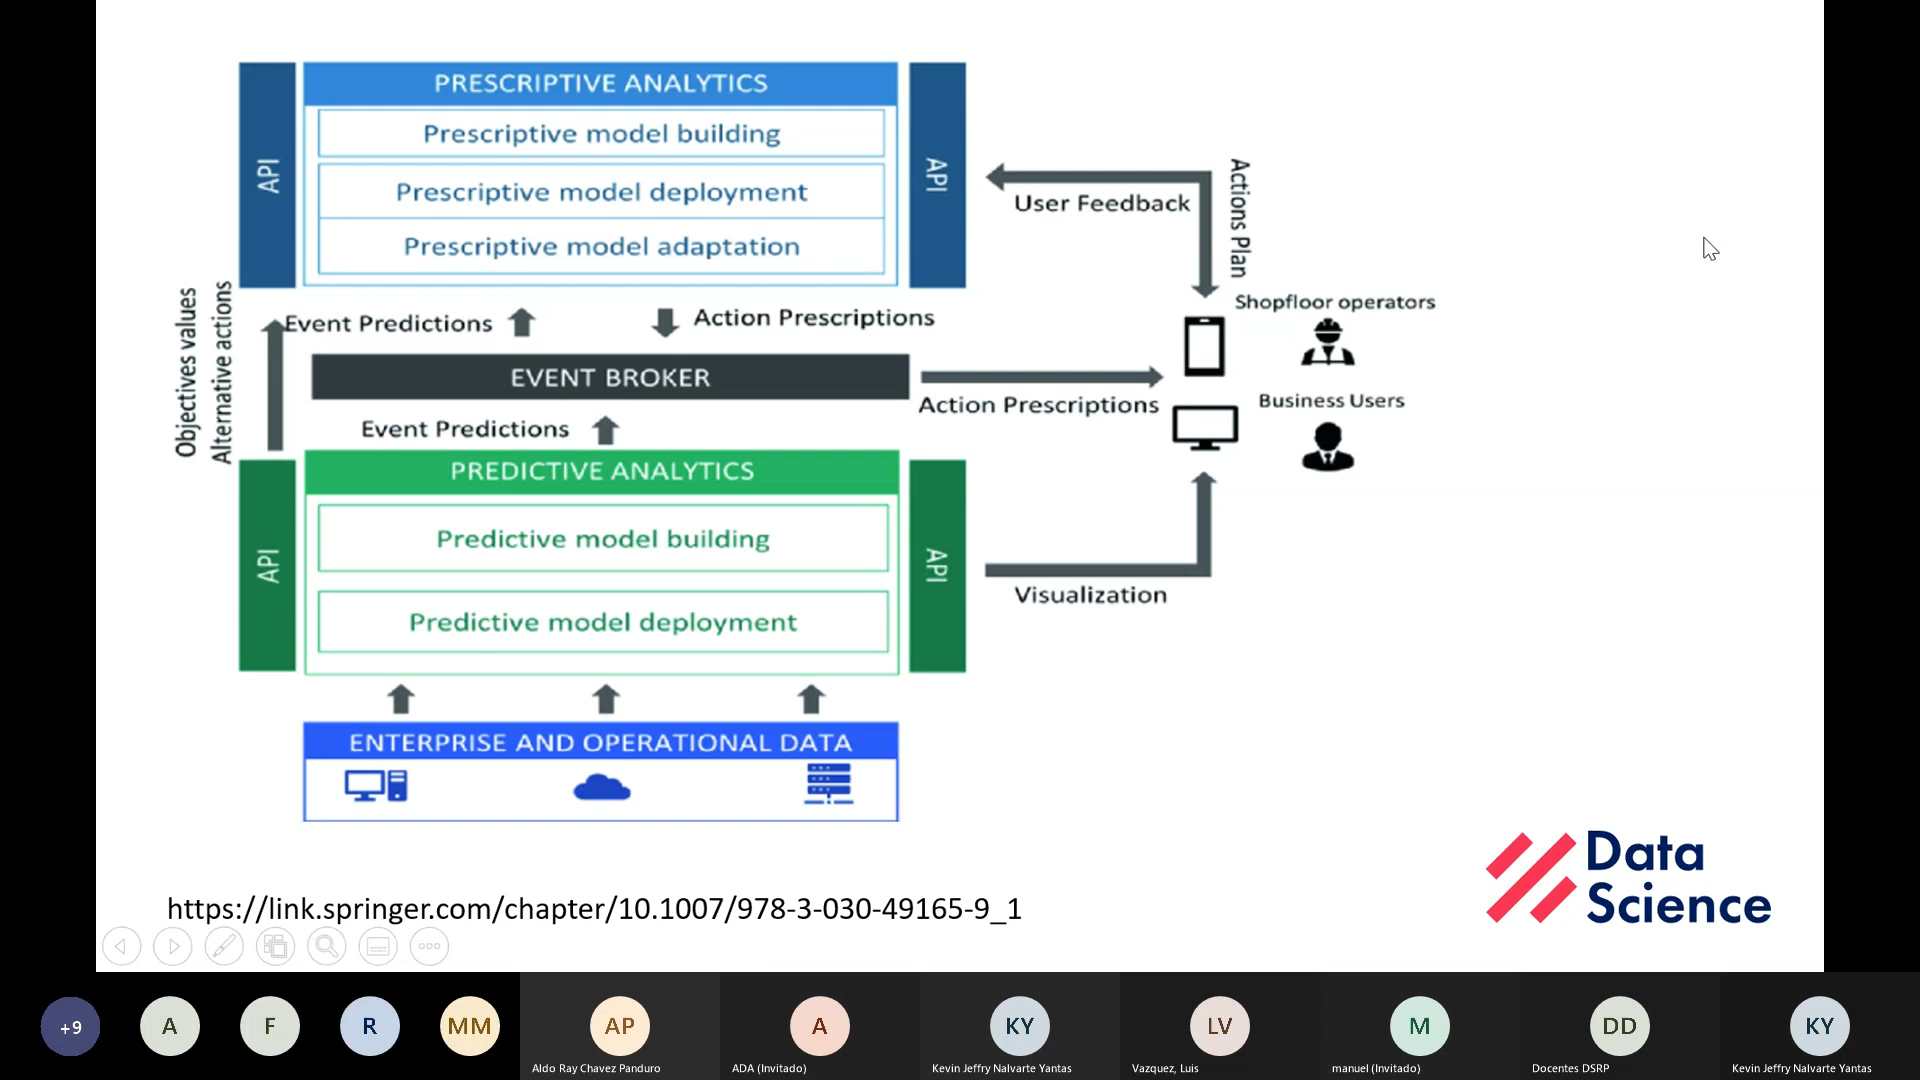 PRESCRIPTIVE ANALYTICS
API
Prescriptive model building
Prescriptive model deployment
Prescriptive model adaptation
API
User Feedback
Actions Plan
Objectives values
Alternative actions
Event Predictions
Action Prescriptions
Shopfloor operators
EVENT BROKER
Action Prescriptions
Business Users
Event Predictions
PREDICTIVE ANALYTICS
API
Predictive model building
Predictive model deployment
API
Visualization
ENTERPRISE AND OPERATIONAL DATA
Data
Science
https://link.springer.com/chapter/10.1007/978-3-030-49165-9_1
+9
A
F
R
MM
AP
Aldo Ray Chavez Panduro
A
ADA (Invitado)
KY
Kevin Jeffry Nalvarte Yantas
LV
Vazquez, Luis
M
manuel (Invitado)
DD
Docentes DSRP
KY
Kevin Jeffry Nalvarte Yantas